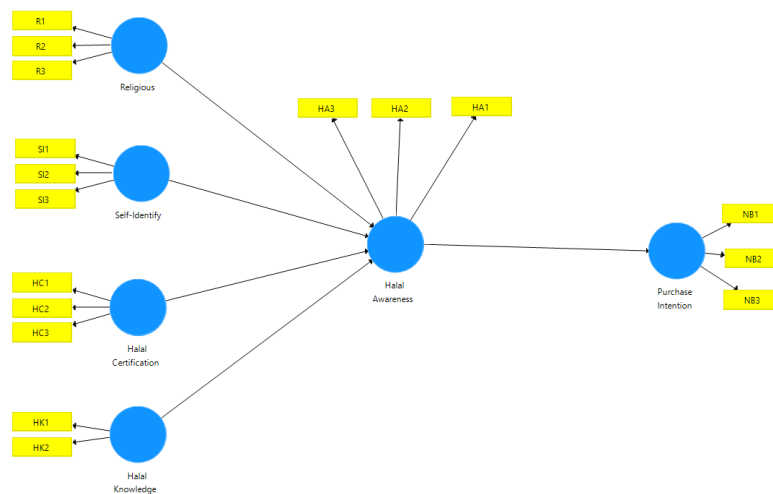 R1
R2
R3
Religious
HA3
HA2
HA1
SI1
SI2
SI3
Self-Identify
NB1
NB2
NB3
Halal
Awareness
Purchase
Intention
HC1
HC2
HC3
Halal
Certification
HK1
HK2
Halal
Knowledge